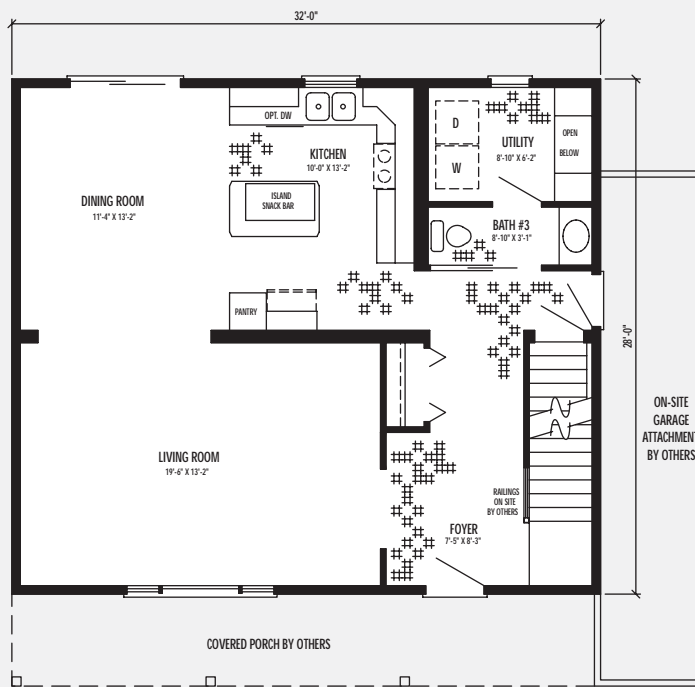 32'-0"
OPT. DW
D
W
UTILITY
8'-10" X 6'-2"
OPEN
BELOW
KITCHEN
10'-0" X 13'-2"
ISLAND
SNACK BAR
DINING ROOM
11'-4" X 13'-2"
BATH #3
8'-10" X 3'-1"
PANTRY
28'-0"
ON-SITE
GARAGE
ATTACHMENT
BY OTHERS
LIVING ROOM
19'-6" X 13'-2"
RAILINGS
ON SITE
BY OTHERS
FOYER
7'-5" X 8'-3"
COVERED PORCH BY OTHERS